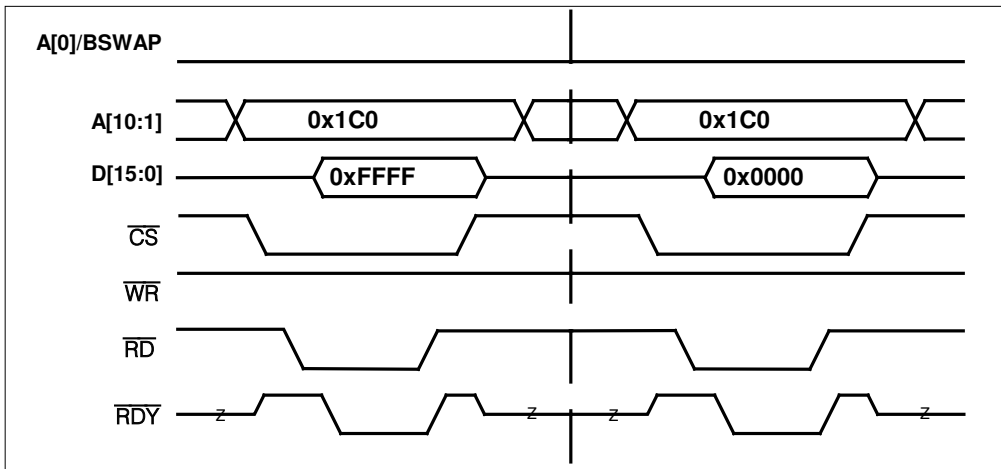 A[0]/BSWAP
A[10:1] 0x1C0 0x1C0
D[15:0] 0xFFFF 0x0000
CS
WR
RD
RDY Z Z Z Z